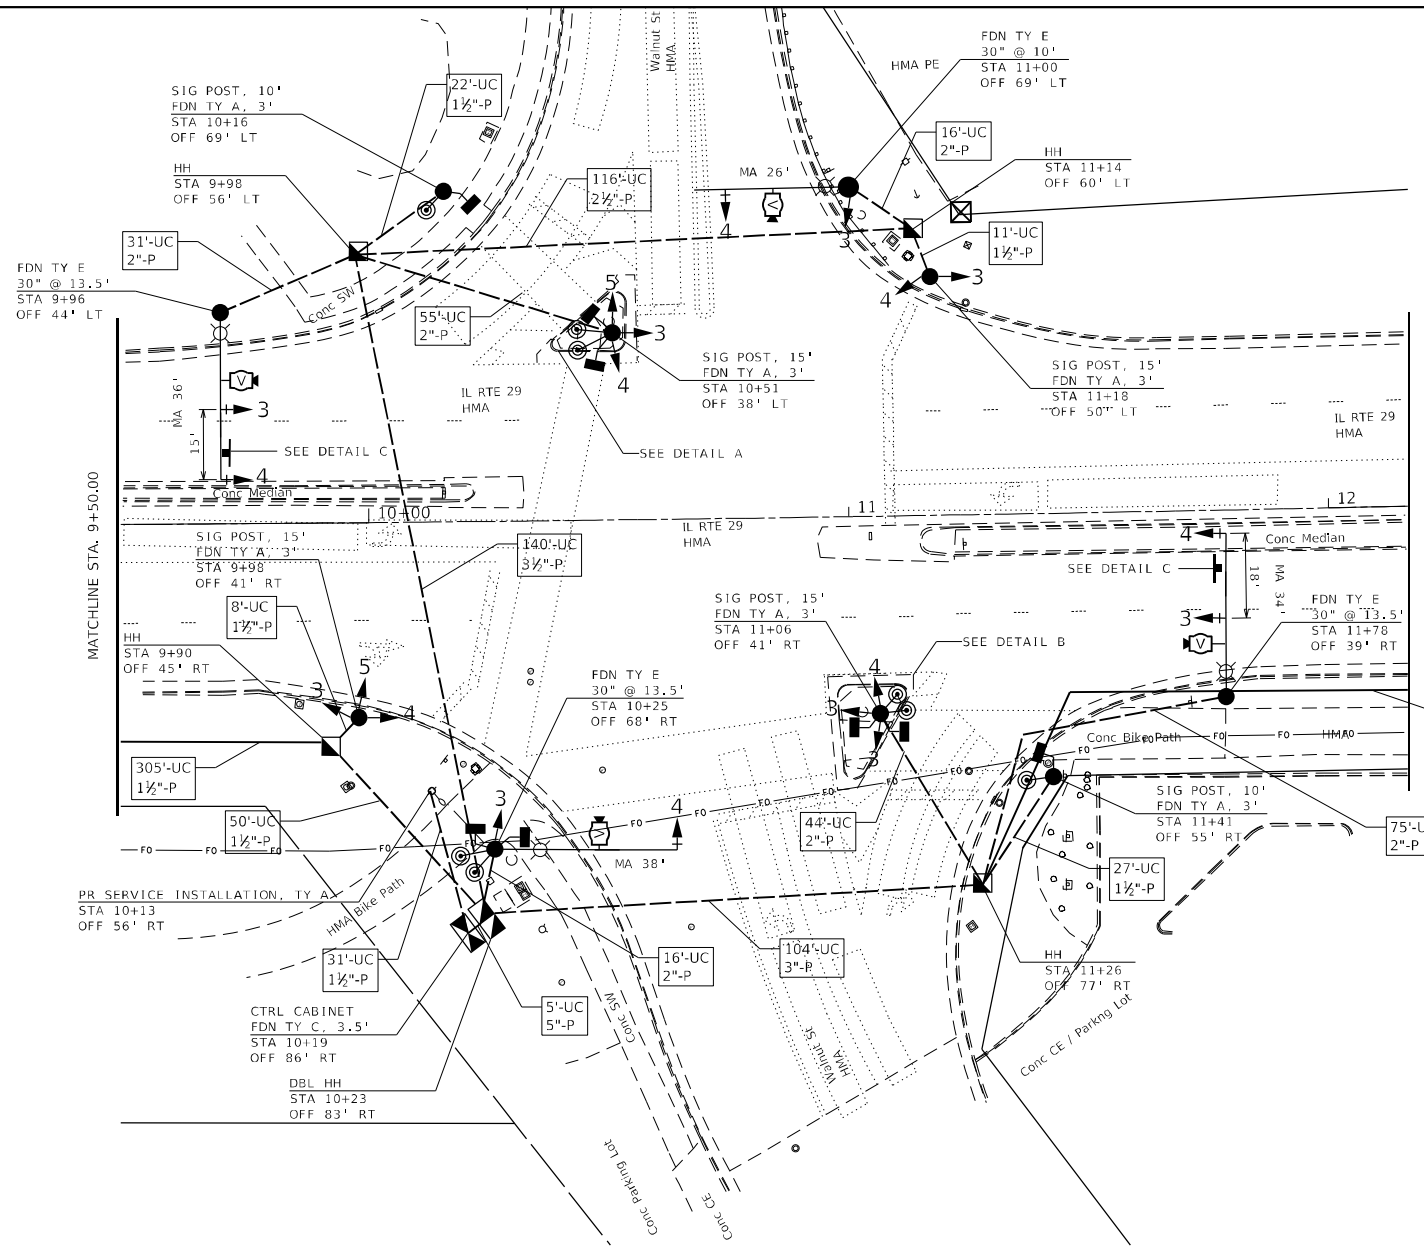 FDN TY E
30" @ 10'
STA 11+00
OFF 69' LT
HMA PE
Walnut St
HMA
SIG POST, 10'
FDN TY A, 3'
STA 10+16
OFF 69' LT
22'-UC
1½"-P
16'-UC
2"-P
HH
STA 11+14
OFF 60' LT
HH
STA 9+98
OFF 56' LT
116'-UC
2½"-P
MA 26'
V
4
3
31'-UC
2"-P
11'-UC
1½"-P
3
4
FDN TY E
30" @ 13.5'
STA 9+96
OFF 44' LT
Conc SW
55'-UC
2"-P
5
3
4
SIG POST, 15'
FDN TY A, 3'
STA 10+51
OFF 38' LT
SIG POST, 15'
FDN TY A, 3'
STA 11+18
OFF 50' LT
MA 36'
V
3
15'
IL RTE 29
HMA
IL RTE 29
HMA
SEE DETAIL C
SEE DETAIL A
4
Conc Median
MATCHLINE STA. 9+50.00
10+00
11
12
IL RTE 29
HMA
SIG POST, 15'
FDN TY A, 3'
STA 9+98
OFF 41' RT
140'-UC
3½"-P
4
Conc Median
SEE DETAIL C
18'
MA 34'
3
V
8'-UC
1½"-P
SIG POST, 15'
FDN TY A, 3'
STA 11+06
OFF 41' RT
SEE DETAIL B
FDN TY E
30" @ 13.5'
STA 11+78
OFF 39' RT
HH
STA 9+90
OFF 45' RT
3
5
4
FDN TY E
30" @ 13.5'
STA 10+25
OFF 68' RT
4
3
3
Conc Bike Path
FO
FO
FO
HMA
FO
305'-UC
1½"-P
50'-UC
1½"-P
3
V
4
MA 38'
FO
FO
FO
FO
FO
FO
FO
FO
FO
FO
44'-UC
2"-P
SIG POST, 10'
FDN TY A, 3'
STA 11+41
OFF 55' RT
75'-U
2"-P
27'-UC
1½"-P
PR SERVICE INSTALLATION, TY A
STA 10+13
OFF 56' RT
HMA Bike Path
31'-UC
1½"-P
16'-UC
2"-P
104'-UC
3"-P
HH
STA 11+26
OFF 77' RT
CTRL CABINET
FDN TY C, 3.5'
STA 10+19
OFF 86' RT
5'-UC
5"-P
Conc SW
Walnut St
HMA
Conc CE / Parkng Lot
DBL HH
STA 10+23
OFF 83' RT
Conc Parking Lot
Conc CE